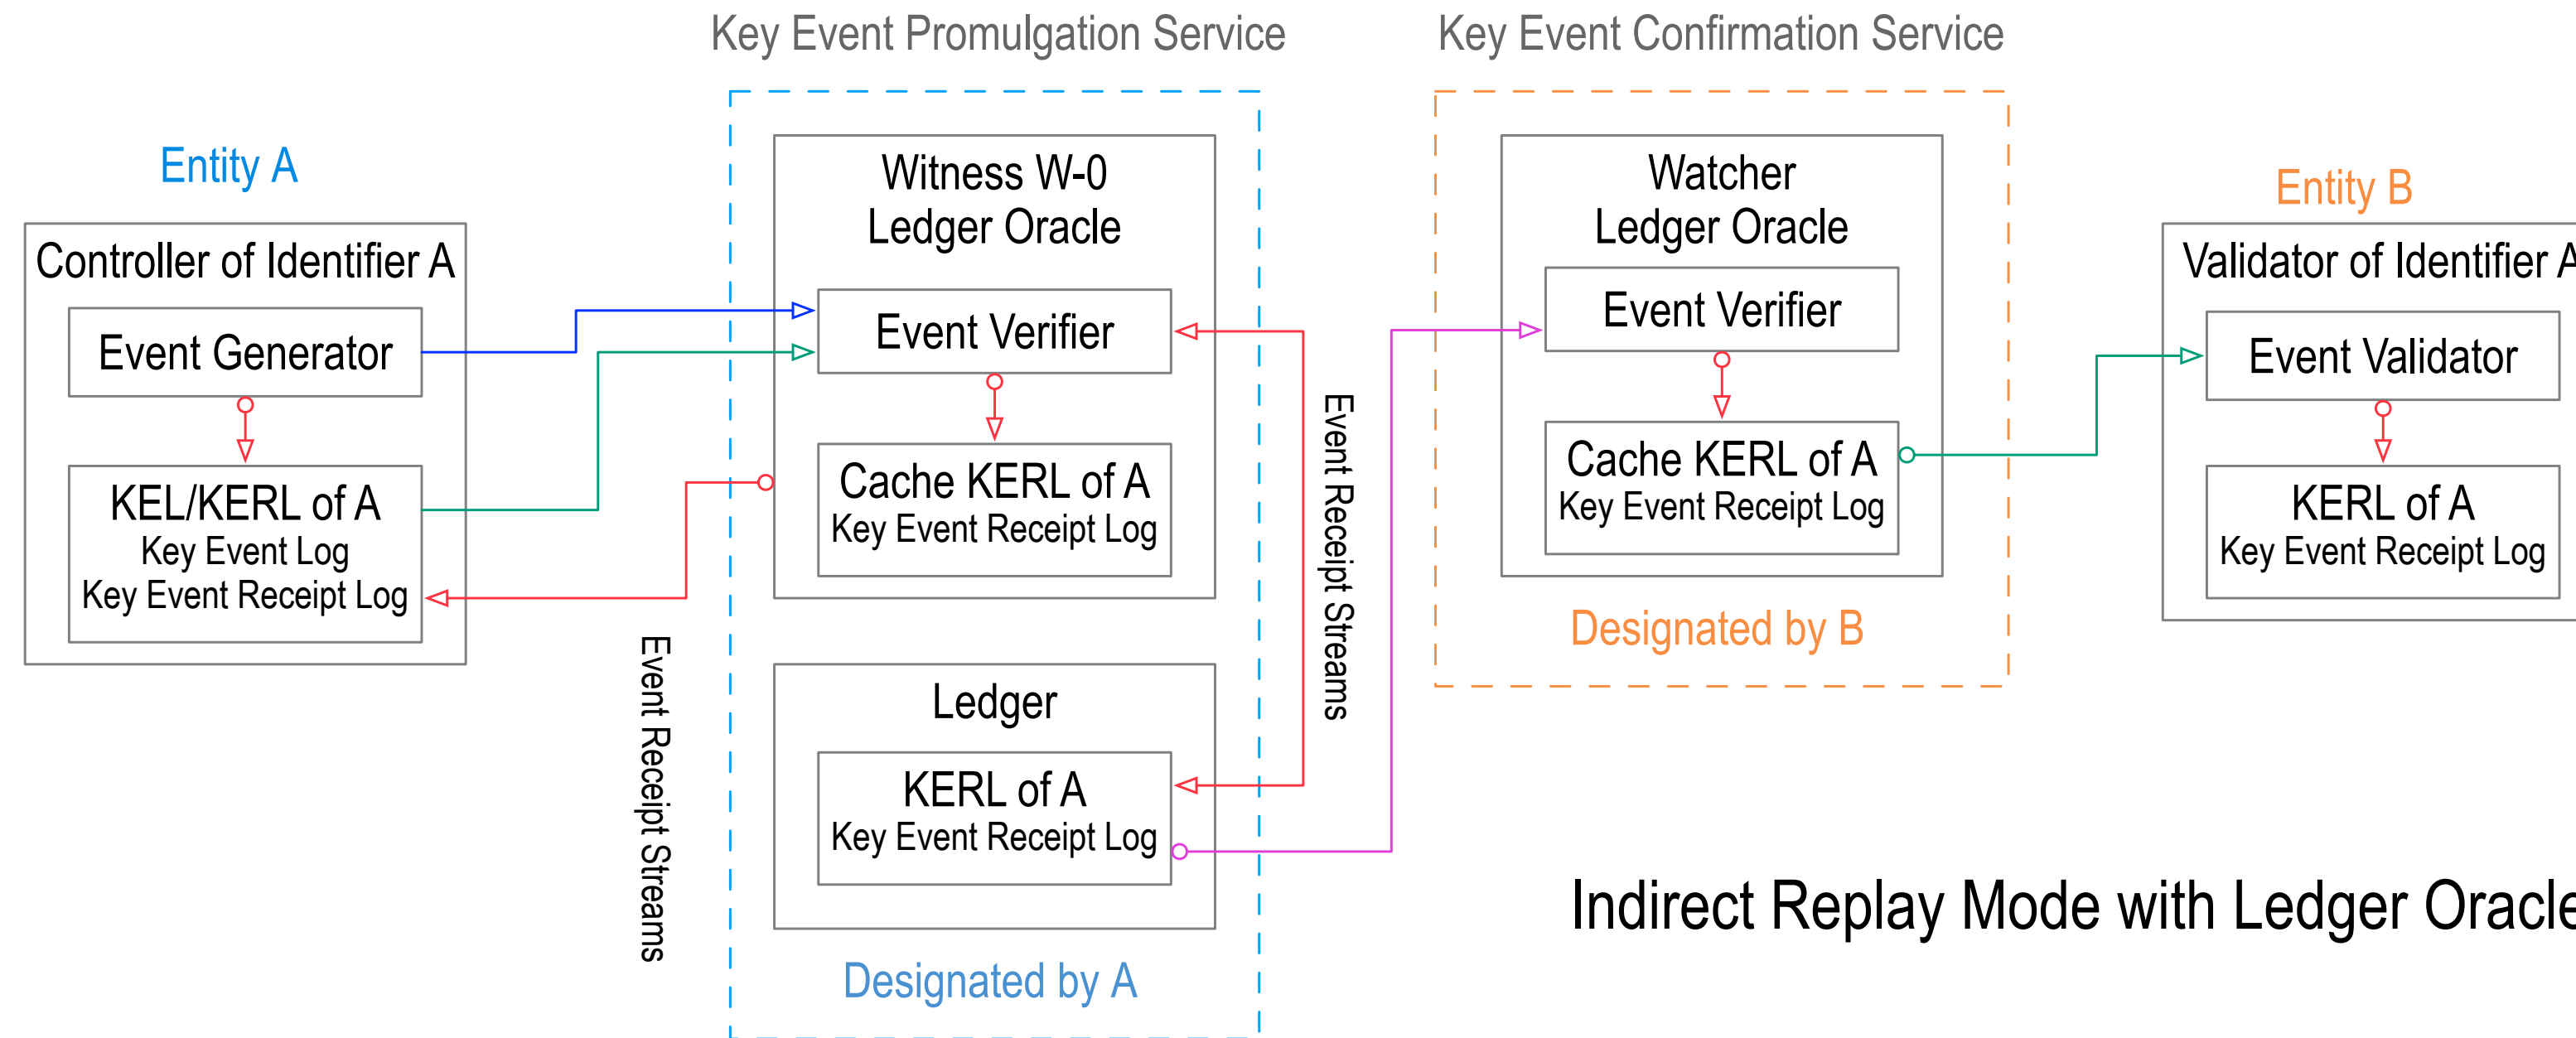 Key Event Promulgation Service
Key Event Confirmation Service
Entity A
Controller of Identifier A
Event Generator
KEL/KERL of A
Key Event Log
Key Event Receipt Log
Event Receipt Streams
Witness W-0
Ledger Oracle
Event Verifier
Cache KERL of A
Key Event Receipt Log
Ledger
KERL of A
Key Event Receipt Log
Designated by A
Event Receipt Streams
Watcher
Ledger Oracle
Event Verifier
Cache KERL of A
Key Event Receipt Log
Designated by B
Entity B
Validator of Identifier A
Event Validator
KERL of A
Key Event Receipt Log
Indirect Replay Mode with Ledger Oracle